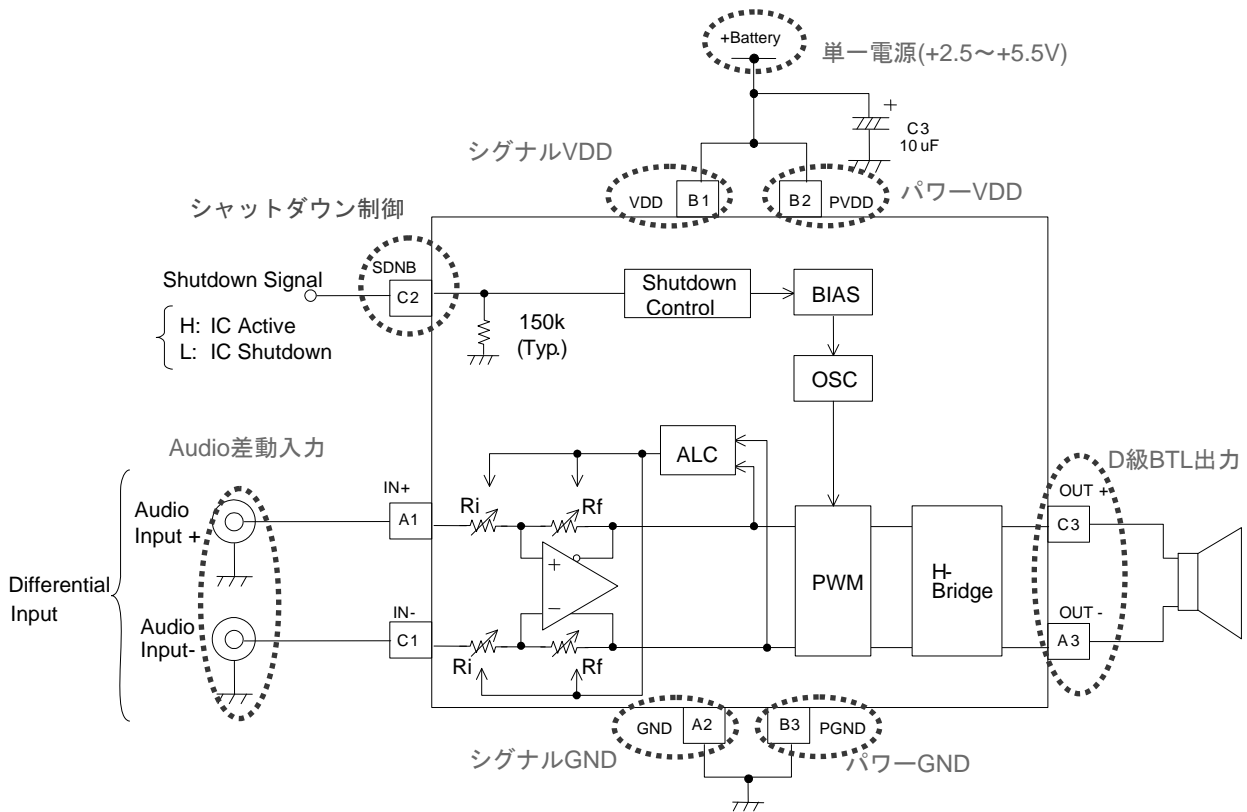 +Battery
単一電源(+2.5～+5.5V)
+
C3
10uF
シグナルVDD
VDD
B1
B2
PVDD
パワーVDD
シャットダウン制御
SDNB
Shutdown Signal
C2
H: IC Active
L: IC Shutdown
150k
(Typ.)
Shutdown
Control
BIAS
OSC
Audio差動入力
ALC
D級BTL出力
Audio
Input +
IN+
A1
Ri
Rf
OUT +
C3
Differential
Input
+
−
PWM
H-
Bridge
Audio
Input-
IN-
C1
Ri
Rf
OUT -
A3
GND
A2
B3
PGND
シグナルGND
パワーGND